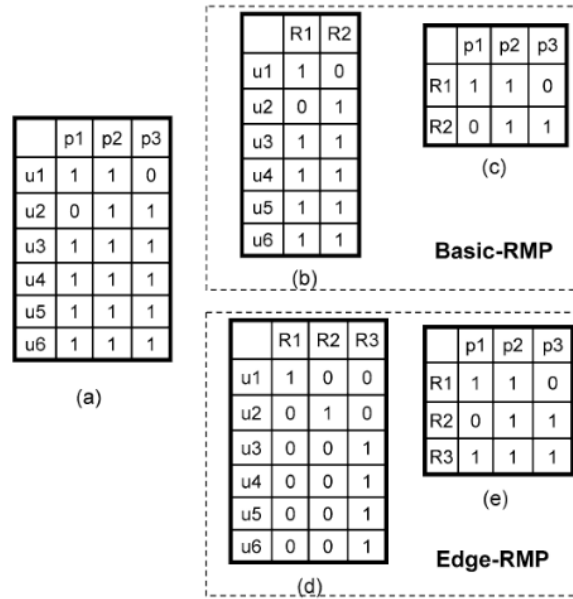 p1 p2 p3
u1 1 1 0
u2 0 1 1
u3 1 1 1
u4 1 1 1
u5 1 1 1
u6 1 1 1
(a)
R1 R2
u1 1 0
u2 0 1
u3 1 1
u4 1 1
u5 1 1
u6 1 1
(b)
p1 p2 p3
R1 1 1 0
R2 0 1 1
(c)
Basic-RMP
R1 R2 R3
u1 1 0 0
u2 0 1 0
u3 0 0 1
u4 0 0 1
u5 0 0 1
u6 0 0 1
(d)
p1 p2 p3
R1 1 1 0
R2 0 1 1
R3 1 1 1
(e)
Edge-RMP